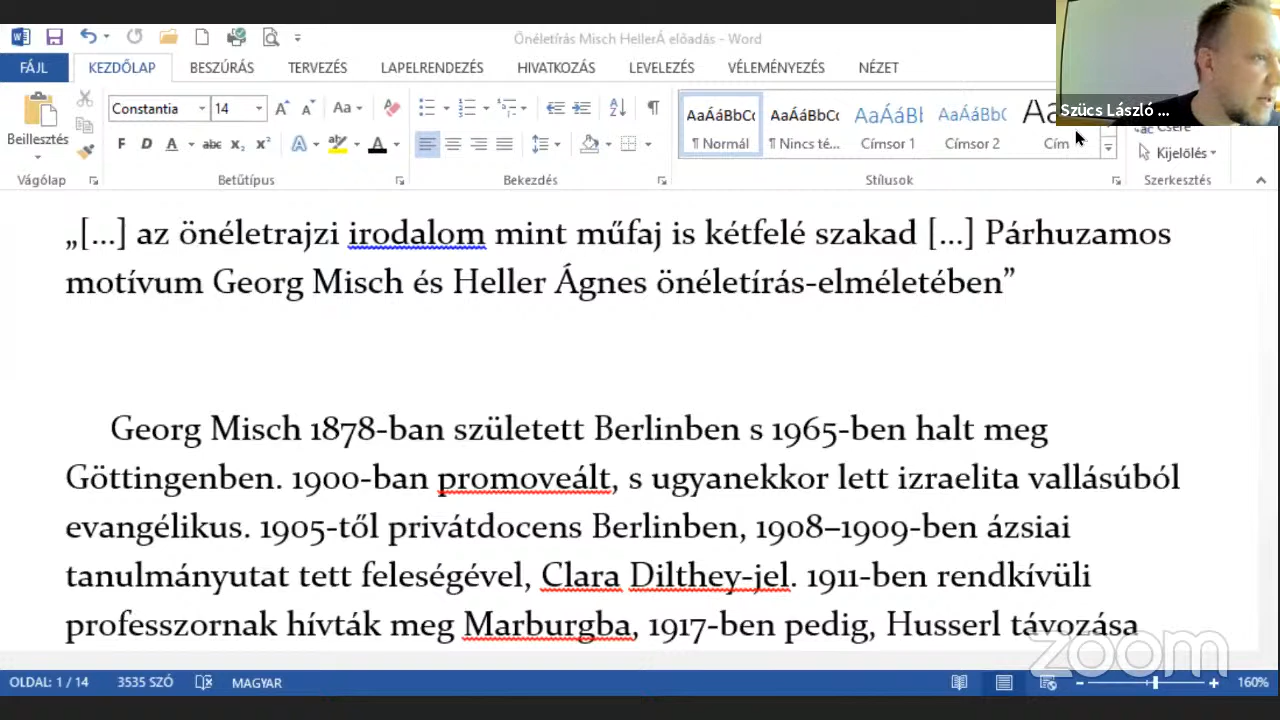 Önéletírás Misch HellerÁ előadás - Word
FÁJL KEZDŐLAP BESZÚRÁS TERVEZÉS LAPELRENDEZÉS HIVATKOZÁS LEVELEZÉS VÉLEMÉNYEZÉS NÉZET
Szücs László ...
Beillesztés
Constantia 14
Aa
F D A abc x₂ x²
AaÁáBbCc AaÁáBbCc AaÁáBl AaÁáBbC Aa
¶ Normál ¶ Nincs té... Címsor 1 Címsor 2 Cím
Csere
Kijelölés
Vágólap Betűtípus Bekezdés Stílusok Szerkesztés
„[...] az önéletrajzi irodalom mint műfaj is kétfelé szakad [...] Párhuzamos
motívum Georg Misch és Heller Ágnes önéletírás-elméletében”
Georg Misch 1878-ban született Berlinben s 1965-ben halt meg
Göttingenben. 1900-ban promoveált, s ugyanekkor lett izraelita vallásúból
evangélikus. 1905-től privátdocens Berlinben, 1908–1909-ben ázsiai
tanulmányutat tett feleségével, Clara Dilthey-jel. 1911-ben rendkívüli
professzornak hívták meg Marburgba, 1917-ben pedig, Husserl távozása
zoom
OLDAL: 1 / 14 3535 SZÓ MAGYAR 160%